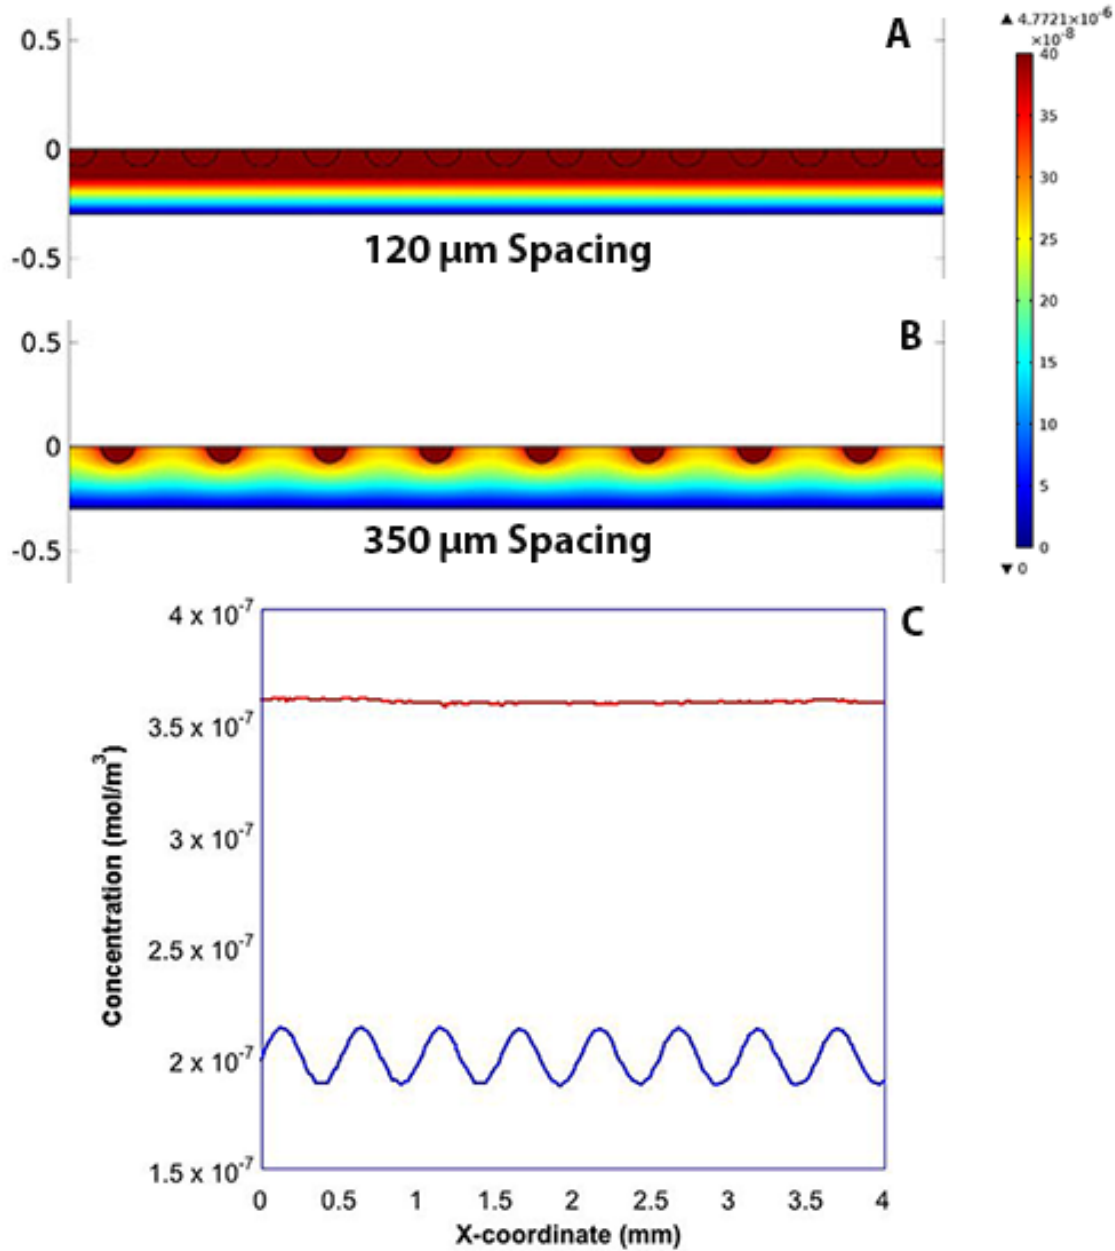 A
▲ 4.7721×10⁻⁶
×10⁻⁸
0.5
0
-0.5
120 µm Spacing
40
35
30
25
20
15
10
5
0
▼ 0
B
0.5
0
-0.5
350 µm Spacing
C
4 x 10⁻⁷
3.5 x 10⁻⁷
3 x 10⁻⁷
2.5 x 10⁻⁷
2 x 10⁻⁷
1.5 x 10⁻⁷
Concentration (mol/m³)
0 0.5 1 1.5 2 2.5 3 3.5 4
X-coordinate (mm)